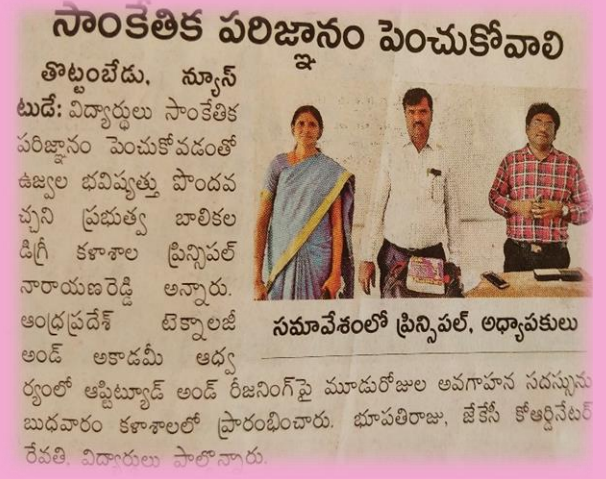 సాంకేతిక పరిజ్ఞానం పెంచుకోవాలి
తొట్టంబేడు, న్యూస్
టుడే: విద్యార్థులు సాంకేతిక
పరిజ్ఞానం పెంచుకోవడంతో
ఉజ్వల భవిష్యత్తు పొందవ
చ్చని ప్రభుత్వ బాలికల
డిగ్రీ కళాశాల ప్రిన్సిపల్
నారాయణరెడ్డి అన్నారు.
ఆంధ్రప్రదేశ్ టెక్నాలజీ
అండ్ అకాడమీ ఆధ్వ
ర్యంలో ఆప్టిట్యూడ్ అండ్ రీజనింగ్‌పై మూడురోజుల అవగాహన సదస్సును
బుధవారం కళాశాలలో ప్రారంభించారు. భూపతిరాజు, జేకేసీ కోఆర్డినేటర్
రేవతి, విద్యార్థులు పాల్గొన్నారు.
సమావేశంలో ప్రిన్సిపల్, అధ్యాపకులు